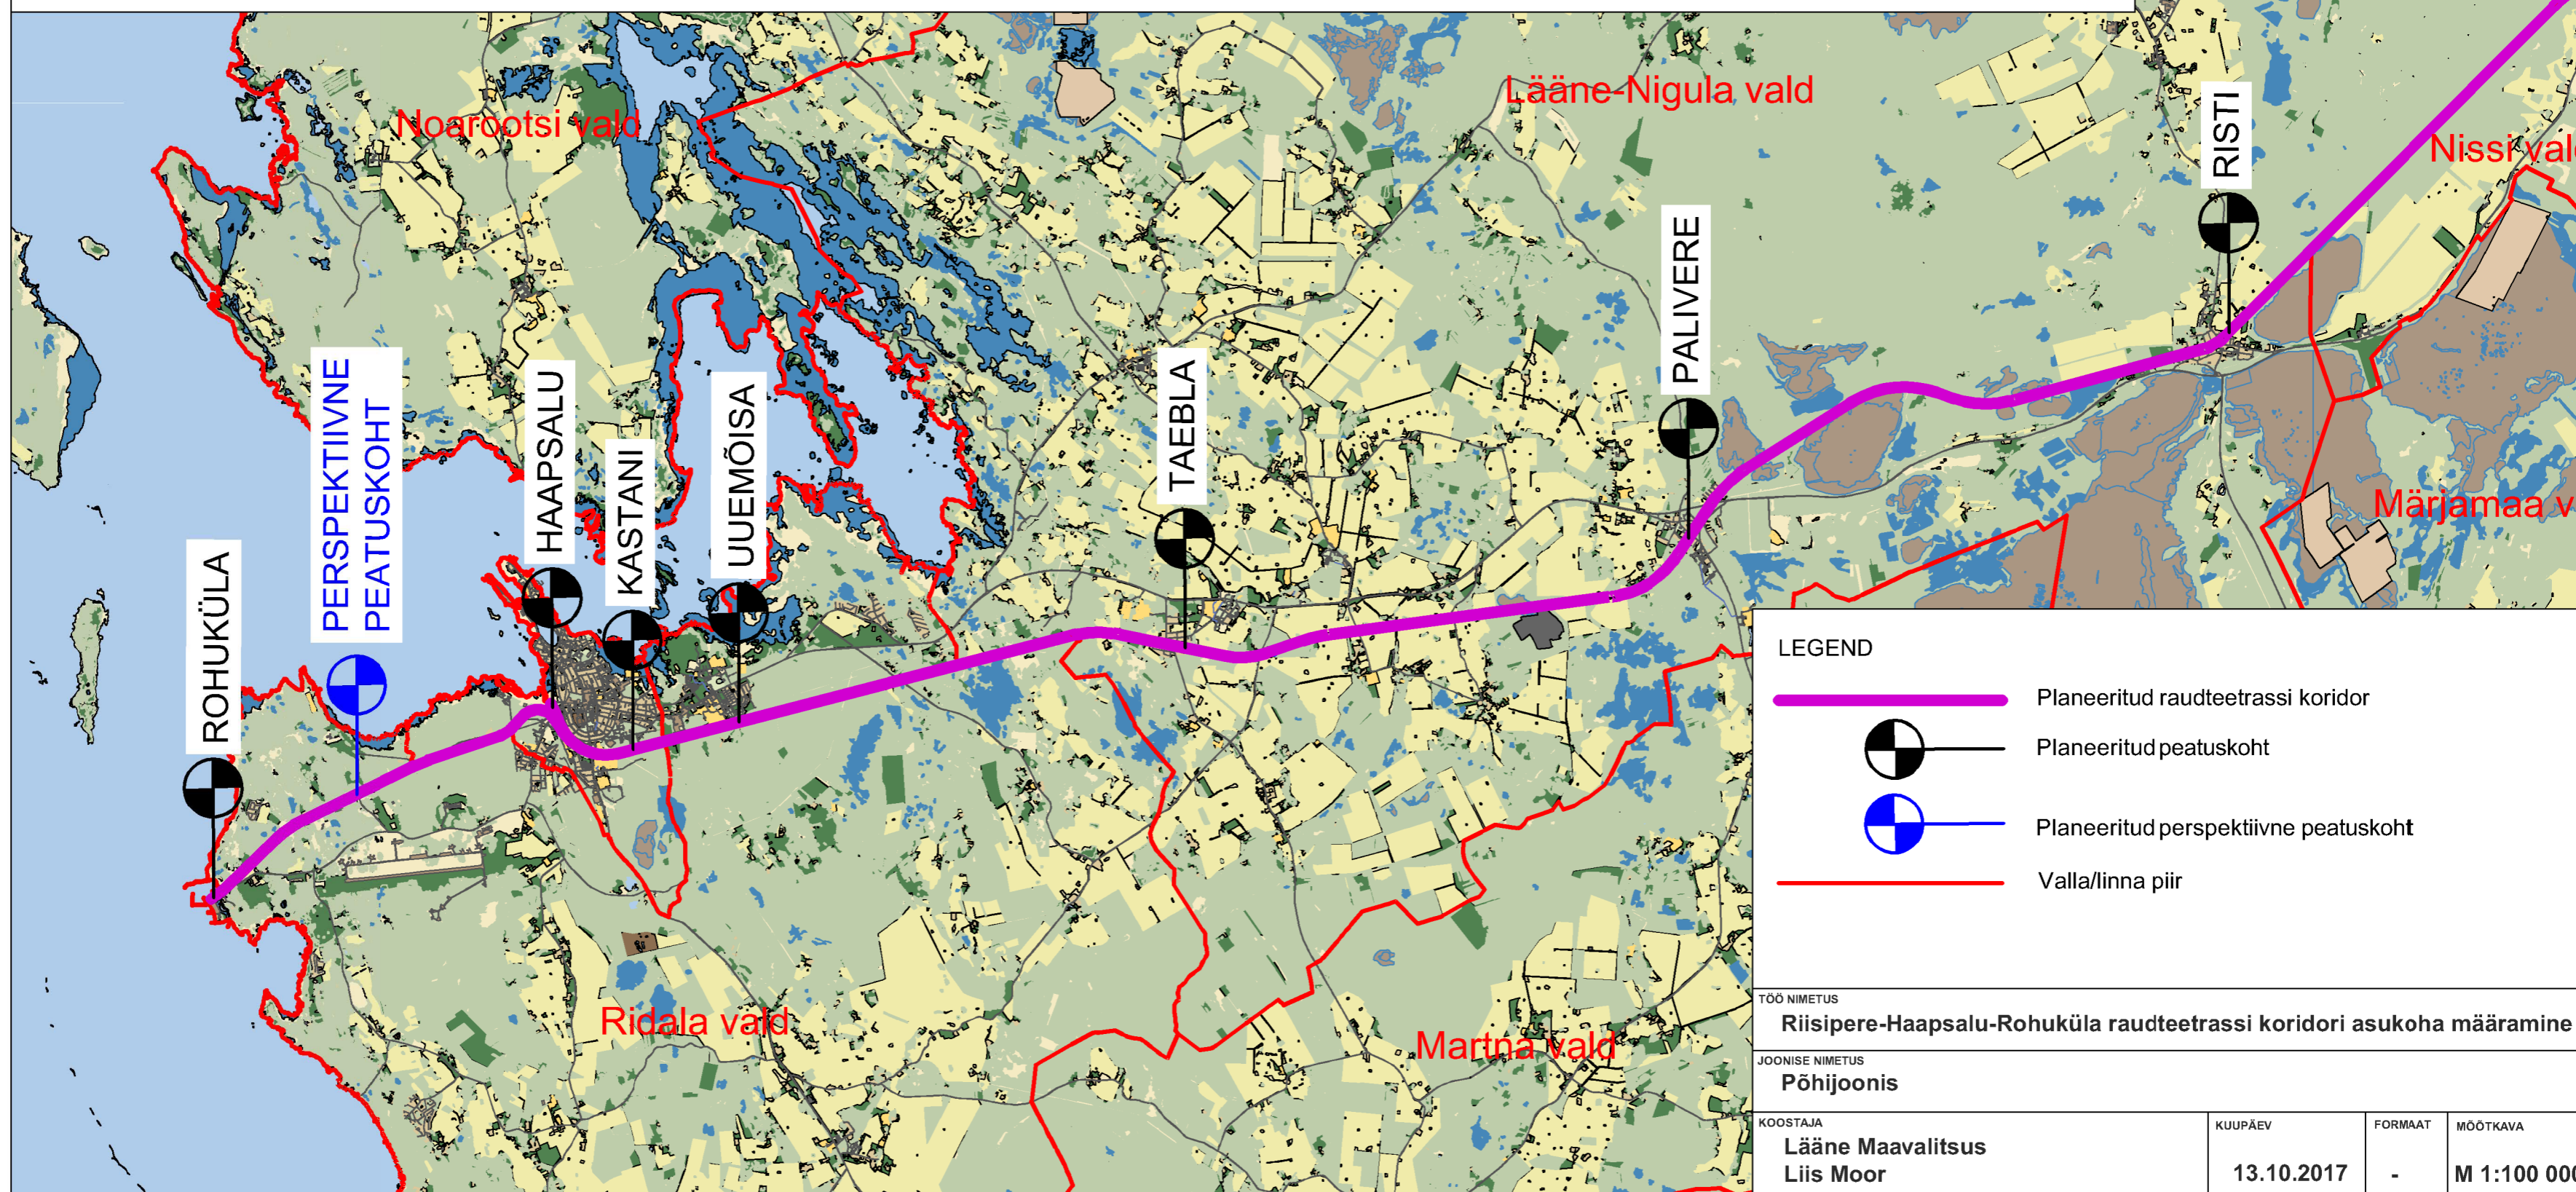 Noarootsi vald
Lääne-Nigula vald
Nissi val
Märjamaa v
Ridala vald
Martna vald
ROHUKÜLA
PERSPEKTIIVNE
PEATUSKOHT
HAAPSALU
KASTANI
UUEMÕISA
TAEBLA
PALIVERE
RISTI
LEGEND
Planeeritud raudteetrassi koridor
Planeeritud peatuskoht
Planeeritud perspektiivne peatuskoht
Valla/linna piir
TÖÖ NIMETUS
Riisipere-Haapsalu-Rohuküla raudteetrassi koridori asukoha määramine
JOONISE NIMETUS
Põhijoonis
KOOSTAJA
Lääne Maavalitsus
Liis Moor
KUUPÄEV
13.10.2017
FORMAAT
-
MÕÕTKAVA
M 1:100 000